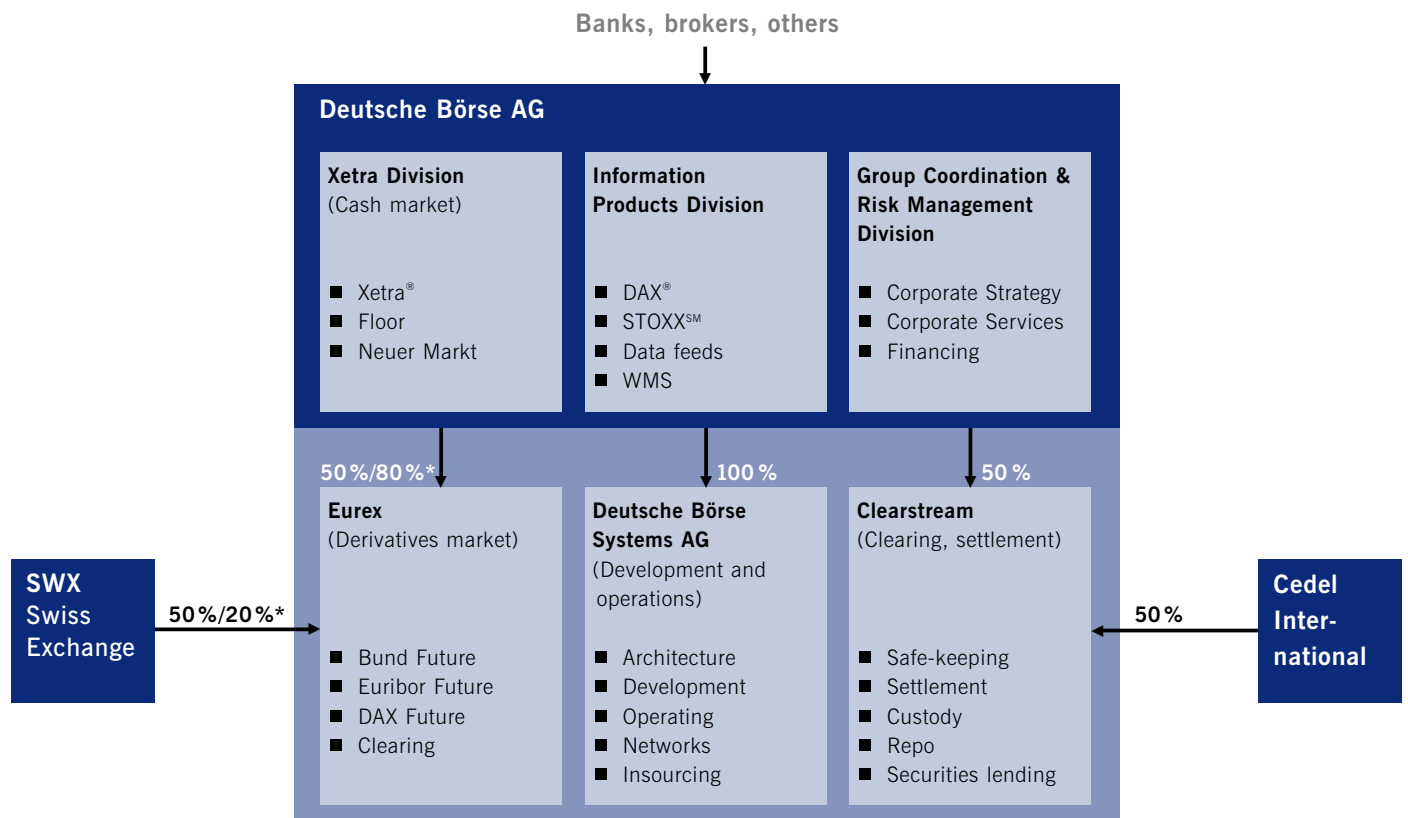 Banks, brokers, others
Deutsche Börse AG
Xetra Division
(Cash market)
Xetra®
Floor
Neuer Markt
Information
Products Division
DAX®
STOXX℠
Data feeds
WMS
Group Coordination &
Risk Management
Division
Corporate Strategy
Corporate Services
Financing
50%/80%*
100%
50%
Eurex
(Derivatives market)
Bund Future
Euribor Future
DAX Future
Clearing
Deutsche Börse
Systems AG
(Development and
operations)
Architecture
Development
Operating
Networks
Insourcing
Clearstream
(Clearing, settlement)
Safe-keeping
Settlement
Custody
Repo
Securities lending
SWX
Swiss
Exchange
50%/20%*
50%
Cedel
Inter-
national